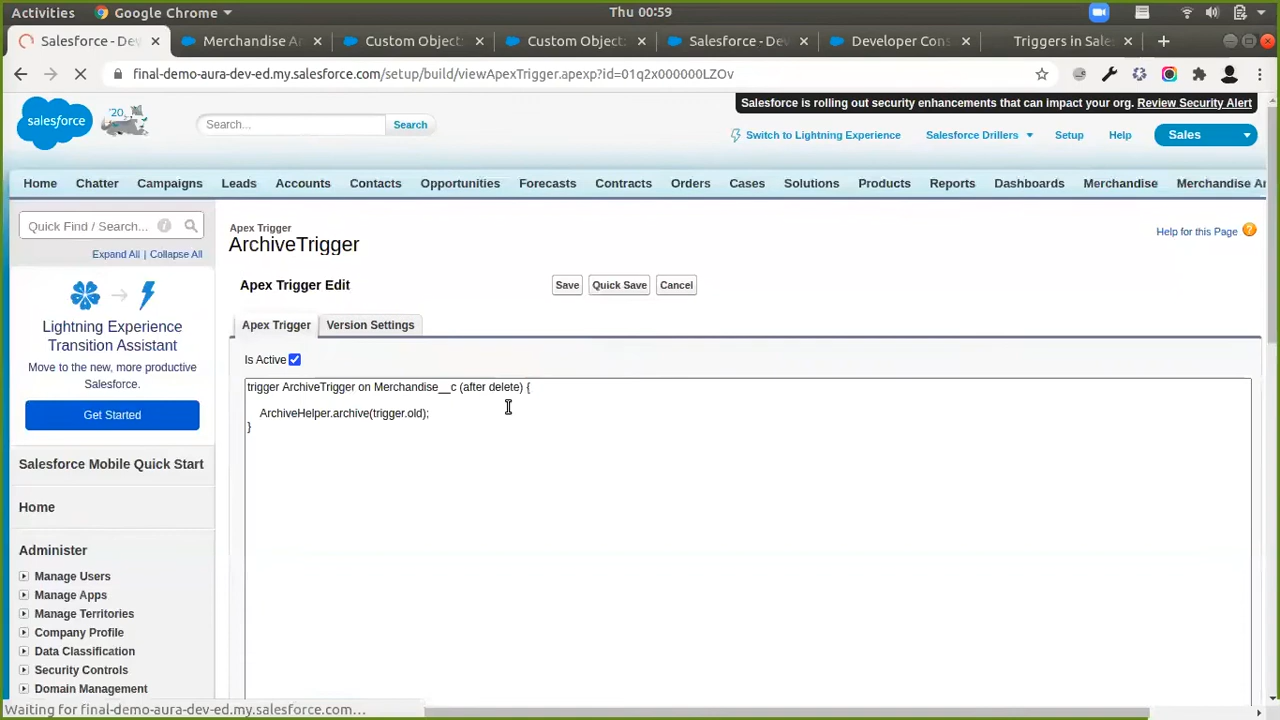 Activities
Google Chrome
Thu 00:59
Salesforce - Dev
Merchandise Ar
Custom Object:
Custom Object:
Salesforce - Dev
Developer Cons
Triggers in Sale
final-demo-aura-dev-ed.my.salesforce.com/setup/build/viewApexTrigger.apexp?id=01q2x000000LZOv
Salesforce is rolling out security enhancements that can impact your org. Review Security Alert
salesforce
'20
Search...
Search
Switch to Lightning Experience
Salesforce Drillers
Setup
Help
Sales
Home
Chatter
Campaigns
Leads
Accounts
Contacts
Opportunities
Forecasts
Contracts
Orders
Cases
Solutions
Products
Reports
Dashboards
Merchandise
Merchandise Ar
Quick Find / Search...
Expand All | Collapse All
Lightning Experience
Transition Assistant
Move to the new, more productive
Salesforce.
Get Started
Salesforce Mobile Quick Start
Home
Administer
Manage Users
Manage Apps
Manage Territories
Company Profile
Data Classification
Security Controls
Domain Management
Apex Trigger
ArchiveTrigger
Help for this Page
Apex Trigger Edit
Save
Quick Save
Cancel
Apex Trigger
Version Settings
Is Active
trigger ArchiveTrigger on Merchandise__c (after delete) {
ArchiveHelper.archive(trigger.old);
}
Waiting for final-demo-aura-dev-ed.my.salesforce.com...